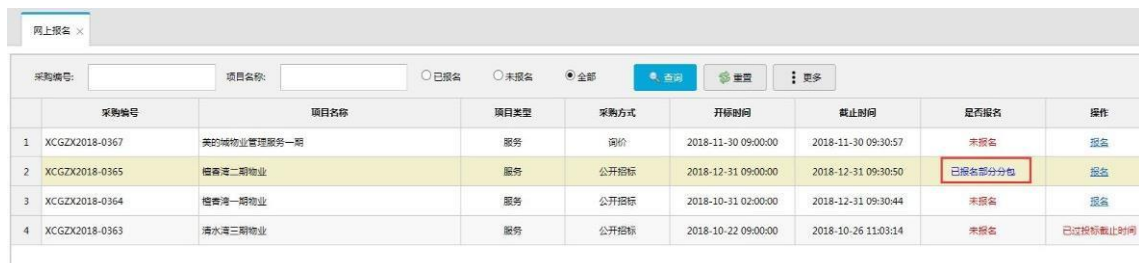 网上报名 ×
采购编号: 项目名称: 已报名 未报名 全部 查询 重置 更多
采购编号 项目名称 项目类型 采购方式 开标时间 截止时间 是否报名 操作
1 XCGZX2018-0367 美的城物业管理服务一期 服务 询价 2018-11-30 09:00:00 2018-11-30 09:30:57 未报名 报名
2 XCGZX2018-0365 檀香湾二期物业 服务 公开招标 2018-12-31 09:00:00 2018-12-31 09:30:50 已报名部分分包 报名
3 XCGZX2018-0364 檀香湾一期物业 服务 公开招标 2018-10-31 02:00:00 2018-12-31 09:30:44 未报名 报名
4 XCGZX2018-0363 清水湾三期物业 服务 公开招标 2018-10-22 09:00:00 2018-10-26 11:03:14 未报名 已过投标截止时间